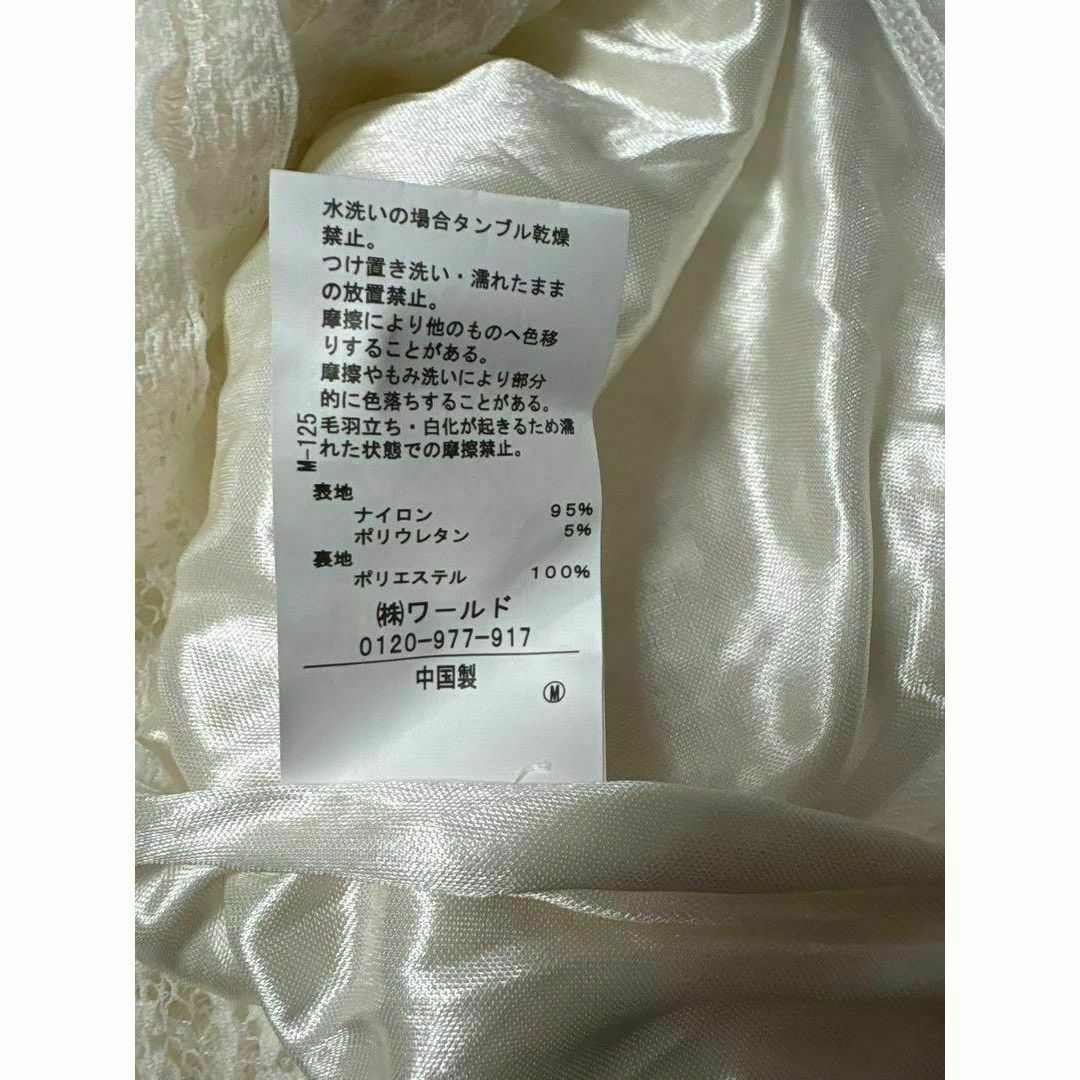 水洗いの場合タンブル乾燥
禁止。
つけ置き洗い・濡れたまま
の放置禁止。
摩擦により他のものへ色移
りすることがある。
摩擦やもみ洗いにより部分
的に色落ちすることがある。
毛羽立ち・白化が起きるため濡
れた状態での摩擦禁止。
M-125
表地
ナイロン 95%
ポリウレタン 5%
裏地
ポリエステル 100%
㈱ワールド
0120-977-917
中国製
Ⓜ